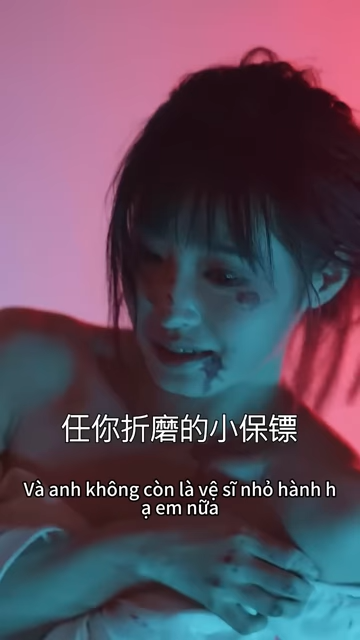 任你折磨的小保镖
Và anh không còn là vệ sĩ nhỏ hành h
ạ em nữa